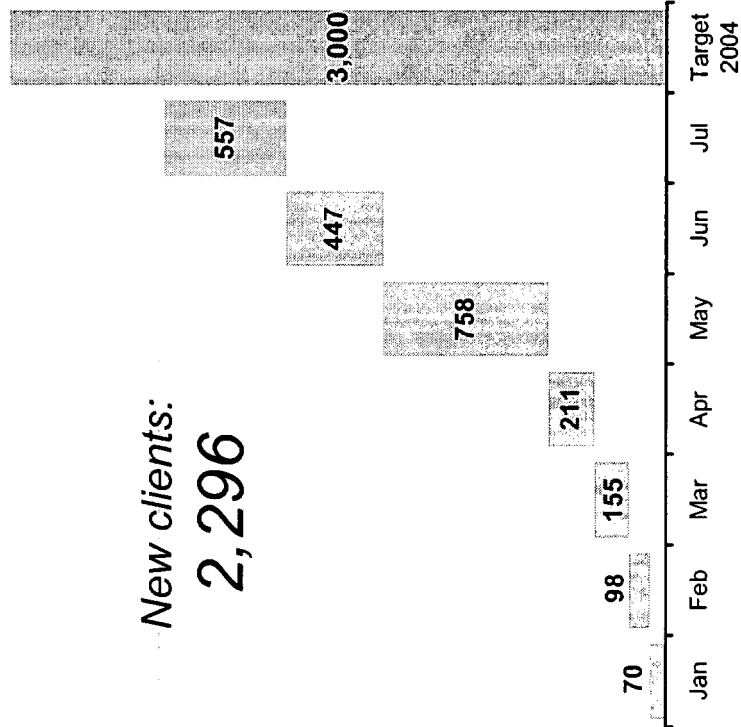 New clients:
2,296
70
98
155
211
758
447
557
3,000
Jan
Feb
Mar
Apr
May
Jun
Jul
Target
2004